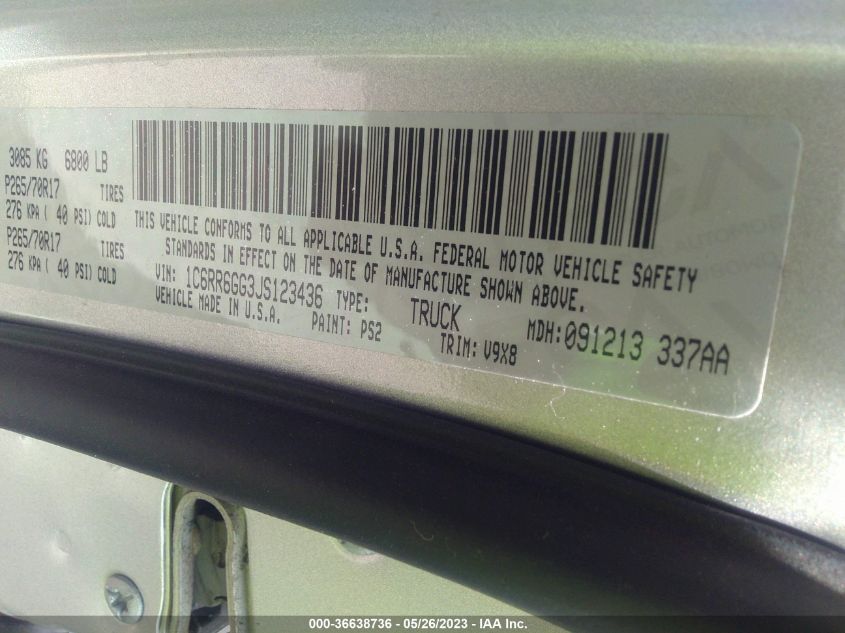 3085 KG 6800 LB
P265/70R17 TIRES
276 KPA ( 40 PSI) COLD
P265/70R17 TIRES
276 KPA ( 40 PSI) COLD
THIS VEHICLE CONFORMS TO ALL APPLICABLE U.S.A. FEDERAL MOTOR VEHICLE SAFETY
STANDARDS IN EFFECT ON THE DATE OF MANUFACTURE SHOWN ABOVE.
VIN: 1C6RR6GG3JS123436 TYPE: TRUCK MDH:091213 337AA
VEHICLE MADE IN U.S.A. PAINT: PS2 TRIM: V9X8
000-36638736 - 05/26/2023 - IAA Inc.